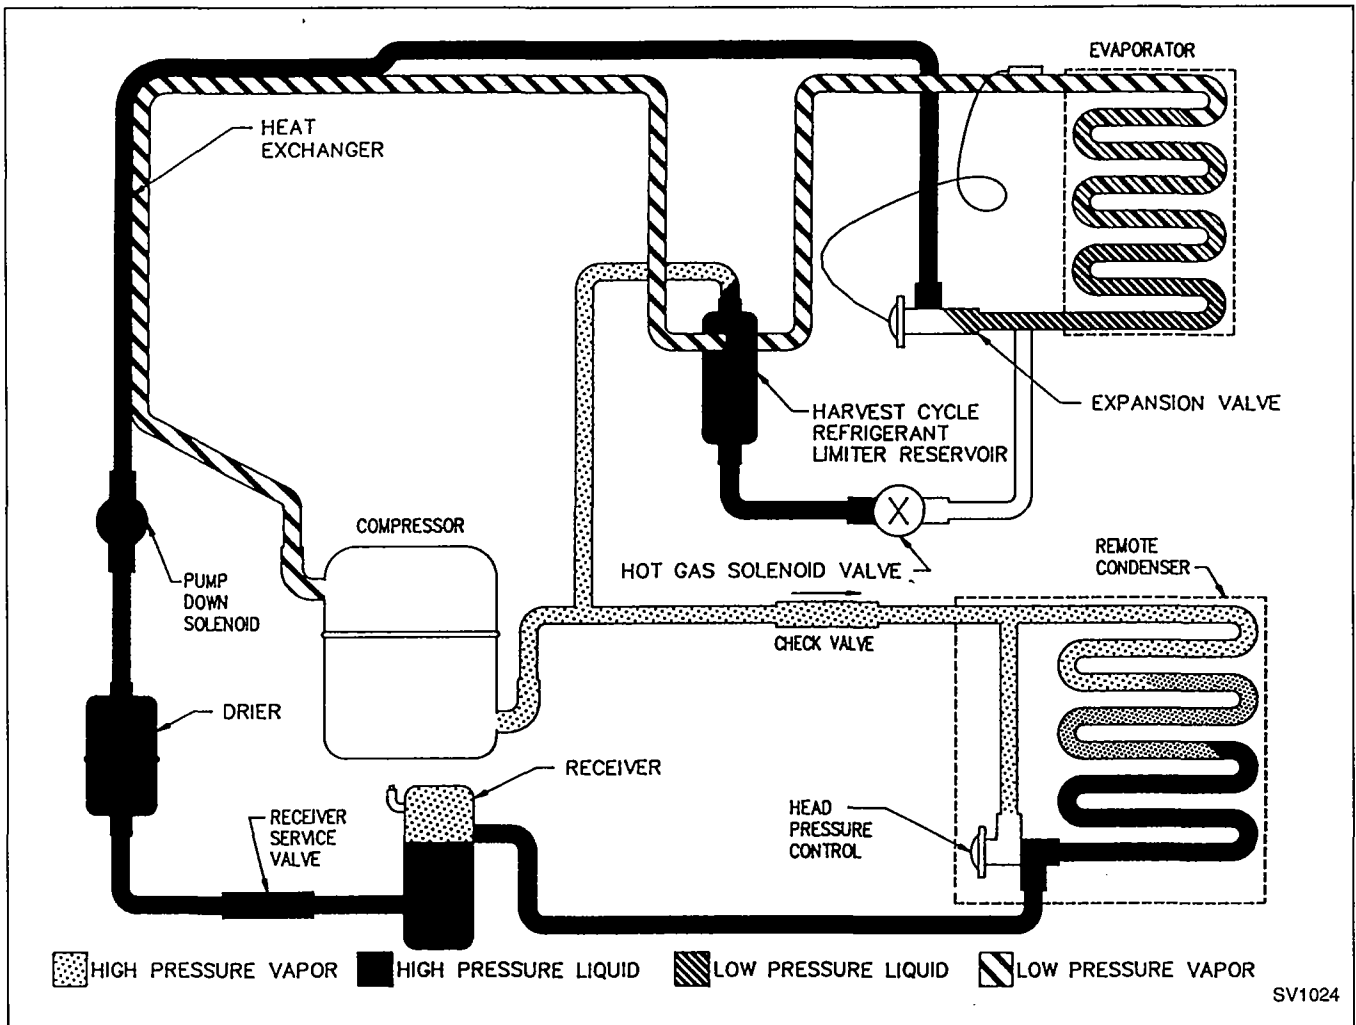 EVAPORATOR
HEAT
EXCHANGER
EXPANSION VALVE
HARVEST CYCLE
REFRIGERANT
LIMITER RESERVOIR
COMPRESSOR
HOT GAS SOLENOID VALVE
REMOTE
CONDENSER
PUMP
DOWN
SOLENOID
CHECK VALVE
DRIER
RECEIVER
RECEIVER
SERVICE
VALVE
HEAD
PRESSURE
CONTROL
HIGH PRESSURE VAPOR
HIGH PRESSURE LIQUID
LOW PRESSURE LIQUID
LOW PRESSURE VAPOR
SV1024